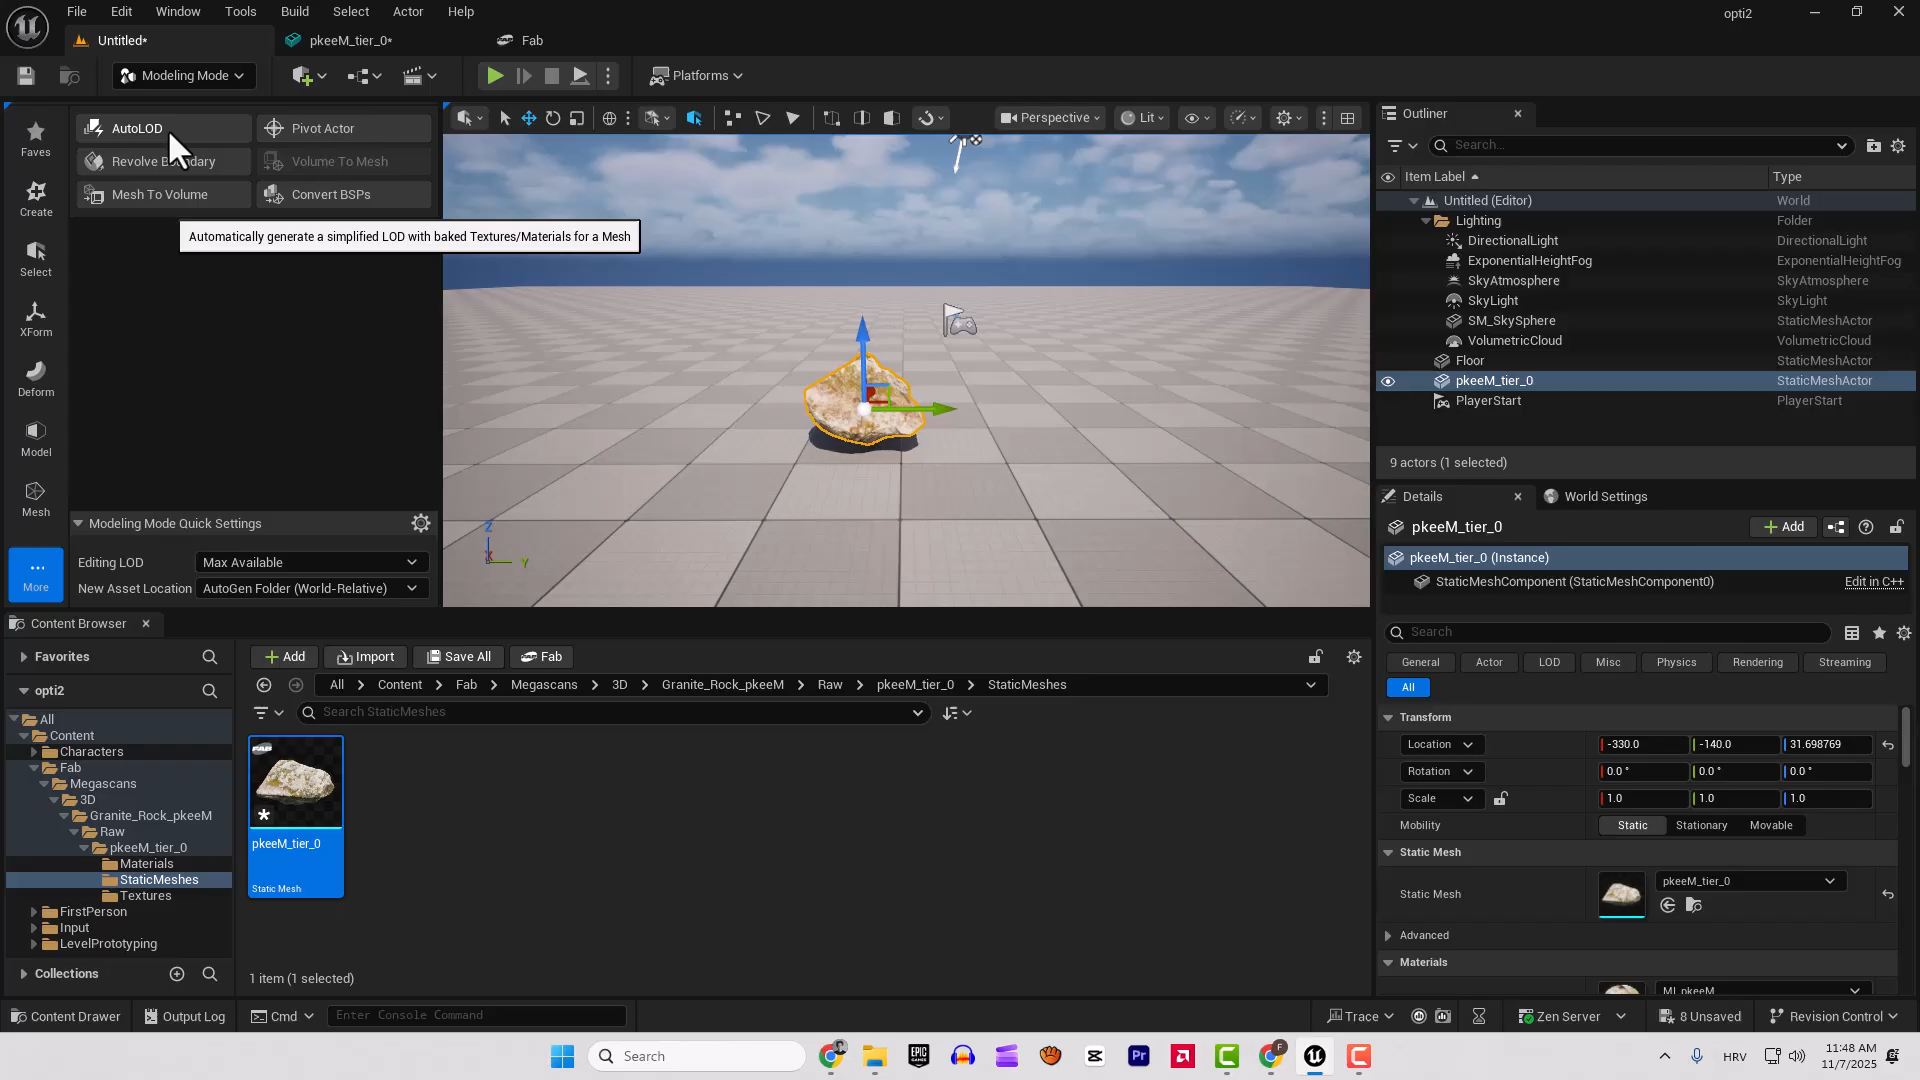 File Edit Window Tools Build Select Actor Help
opti2
Untitled*
pkeeM_tier_0*
Fab
Modeling Mode
Platforms
Faves
Create
Select
XForm
Deform
Model
Mesh
More
AutoLOD
Pivot Actor
Revolve Boundary
Volume To Mesh
Mesh To Volume
Convert BSPs
Automatically generate a simplified LOD with baked Textures/Materials for a Mesh
Modeling Mode Quick Settings
Editing LOD Max Available
New Asset Location AutoGen Folder (World-Relative)
Perspective
Lit
Z
X
Y
Outliner
Search...
Item Label Type
Untitled (Editor) World
Lighting Folder
DirectionalLight DirectionalLight
ExponentialHeightFog ExponentialHeightFog
SkyAtmosphere SkyAtmosphere
SkyLight SkyLight
SM_SkySphere StaticMeshActor
VolumetricCloud VolumetricCloud
Floor StaticMeshActor
pkeeM_tier_0 StaticMeshActor
PlayerStart PlayerStart
9 actors (1 selected)
Details
World Settings
pkeeM_tier_0
Add
pkeeM_tier_0 (Instance)
StaticMeshComponent (StaticMeshComponent0) Edit in C++
Search
General Actor LOD Misc Physics Rendering Streaming
All
Transform
Location -330.0 -140.0 31.698769
Rotation 0.0 ° 0.0 ° 0.0 °
Scale 1.0 1.0 1.0
Mobility Static Stationary Movable
Static Mesh
Static Mesh pkeeM_tier_0
Advanced
Materials
MI_pkeeM
Content Browser
Favorites
opti2
All
Content
Characters
Fab
Megascans
3D
Granite_Rock_pkeeM
Raw
pkeeM_tier_0
Materials
StaticMeshes
Textures
FirstPerson
Input
LevelPrototyping
Collections
Add Import Save All Fab
All Content Fab Megascans 3D Granite_Rock_pkeeM Raw pkeeM_tier_0 StaticMeshes
Search StaticMeshes
FAB
pkeeM_tier_0
Static Mesh
1 item (1 selected)
Content Drawer Output Log Cmd Enter Console Command
Trace Zen Server 8 Unsaved Revision Control
Search
EPIC GAMES
Pr
F
HRV
11:48 AM
11/7/2025